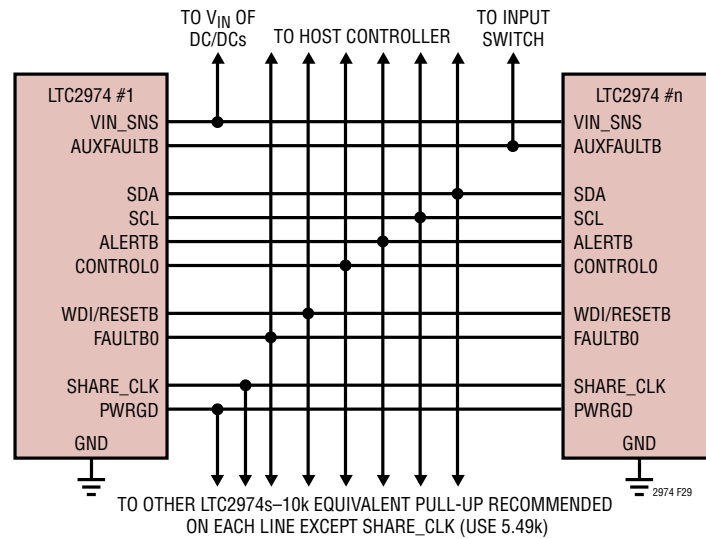 TO VIN OF
DC/DCs
TO HOST CONTROLLER
TO INPUT
SWITCH
LTC2974 #1
VIN_SNS
AUXFAULTB
SDA
SCL
ALERTB
CONTROL0
WDI/RESETB
FAULTB0
SHARE_CLK
PWRGD
GND
LTC2974 #n
VIN_SNS
AUXFAULTB
SDA
SCL
ALERTB
CONTROL0
WDI/RESETB
FAULTB0
SHARE_CLK
PWRGD
GND
2974 F29
TO OTHER LTC2974s–10k EQUIVALENT PULL-UP RECOMMENDED
ON EACH LINE EXCEPT SHARE_CLK (USE 5.49k)